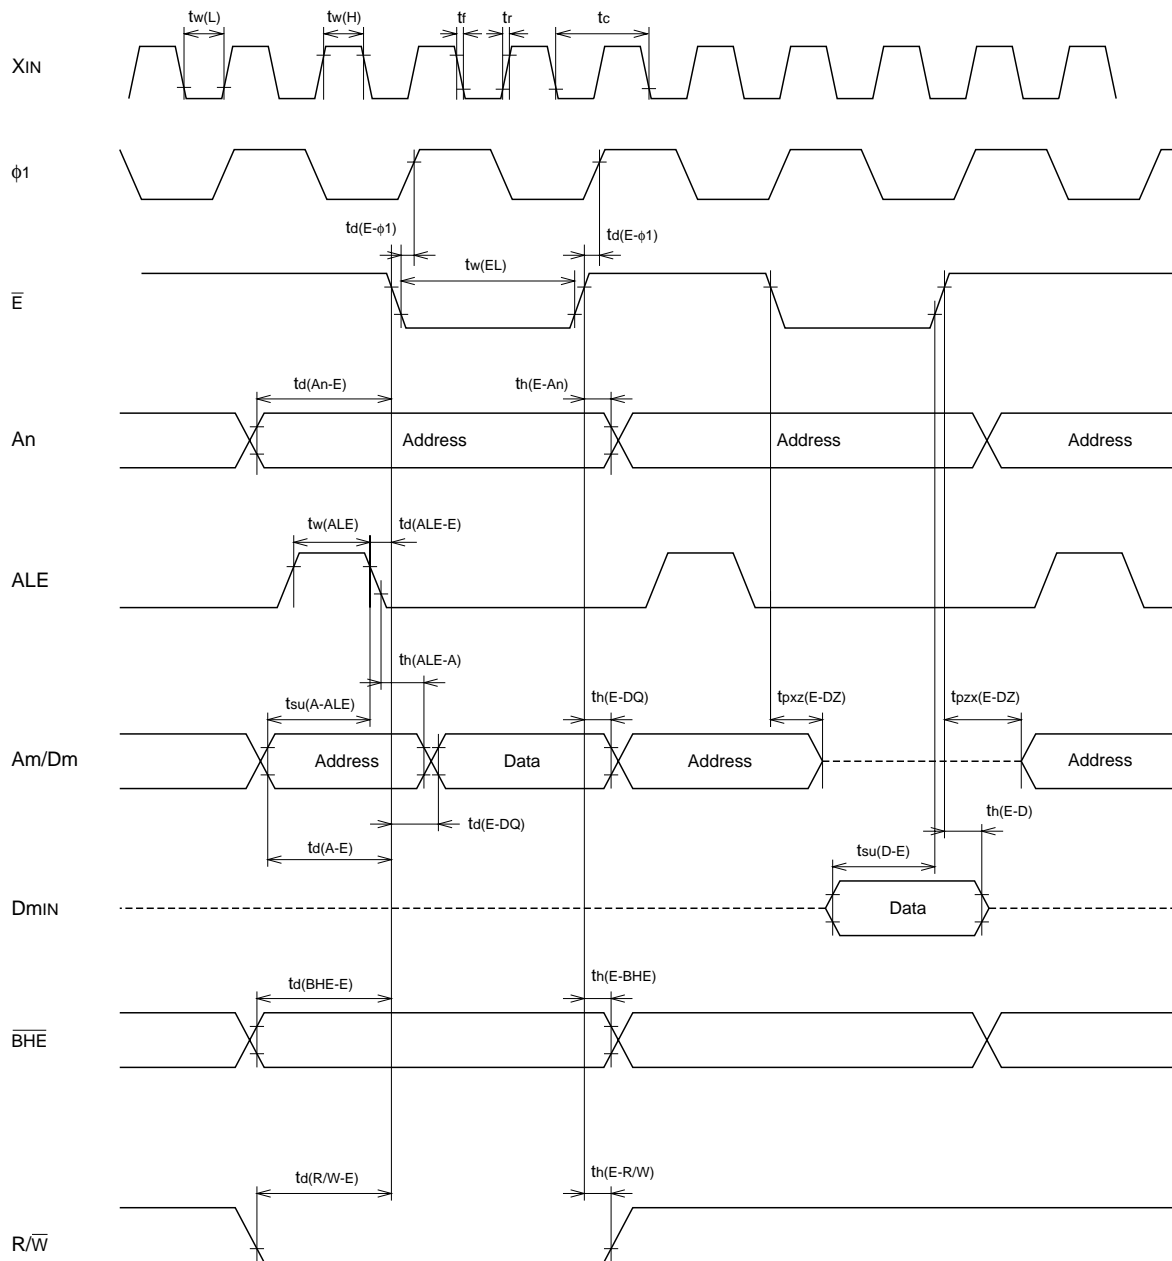 tw(L) tw(H) tf tr tc
XIN
ϕ1
td(E-ϕ1) td(E-ϕ1)
tw(EL)
E̅
td(An-E) th(E-An)
An Address Address Address
tw(ALE) td(ALE-E)
ALE
th(ALE-A)
tsu(A-ALE) th(E-DQ) tpxz(E-DZ) tpzx(E-DZ)
Am/Dm Address Data Address Address
td(E-DQ) th(E-D)
td(A-E) tsu(D-E)
DmIN Data
td(BHE-E) th(E-BHE)
B̅H̅E̅
td(R/W-E) th(E-R/W)
R/W̅